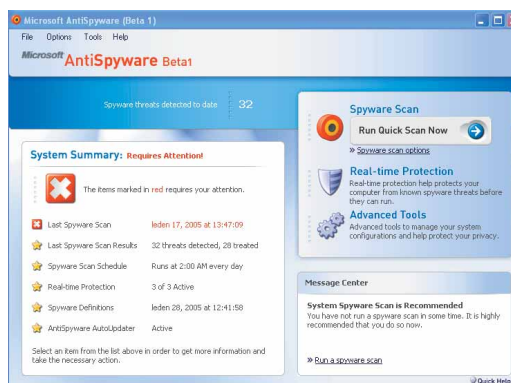 Microsoft AntiSpyware (Beta 1)
File Options Tools Help
Microsoft AntiSpyware Beta1
Spyware threats detected to date 32
System Summary: Requires Attention!
The items marked in red requires your attention.
Last Spyware Scan leden 17, 2005 at 13:47:09
Last Spyware Scan Results 32 threats detected, 28 treated
Spyware Scan Schedule Runs at 2:00 AM every day
Real-time Protection 3 of 3 Active
Spyware Definitions leden 28, 2005 at 12:41:58
AntiSpyware AutoUpdater Active
Select an item from the list above in order to get more information and
take the necessary action.
Spyware Scan
Run Quick Scan Now
» Spyware scan options
Real-time Protection
Real-time protection help protects your
computer from known spyware threats before
they can run.
Advanced Tools
Advanced tools to manage your system
configurations and help protect your privacy.
Message Center
System Spyware Scan is Recommended
You have not run a spyware scan in some time. It is highly
recommended that you do so now.
» Run a spyware scan
Quick Help